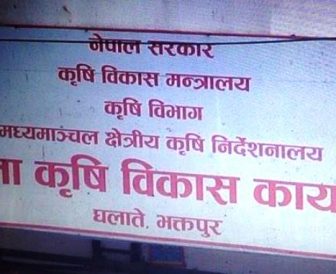 नेपाल सरकार
कृषि विकास मन्त्रालय
कृषि विभाग
मध्यमाञ्चल क्षेत्रीय कृषि निर्देशनालय
कृषि विकास
घलाते, भक्तपुर